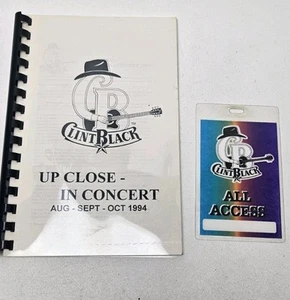 CB
CLINT BLACK
UP CLOSE -
IN CONCERT
AUG - SEPT - OCT 1994
CB
CLINT BLACK
ALL
ACCESS